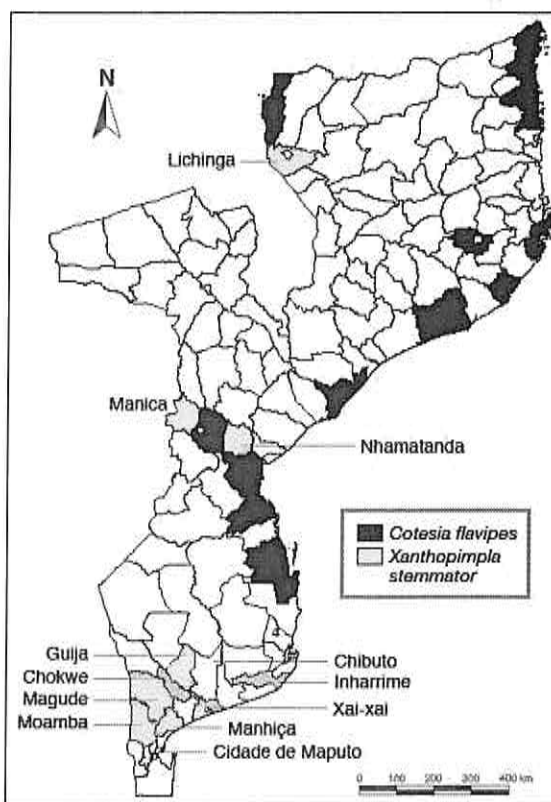 N
Lichinga
Manica
Nhamatanda
Cotesia flavipes
Xanthopimpla
stemmator
Guija
Chokwe
Magude
Moamba
Chibuto
Inharrime
Xai-xai
Manhiça
Cidade de Maputo
0 100 200 300 400 km